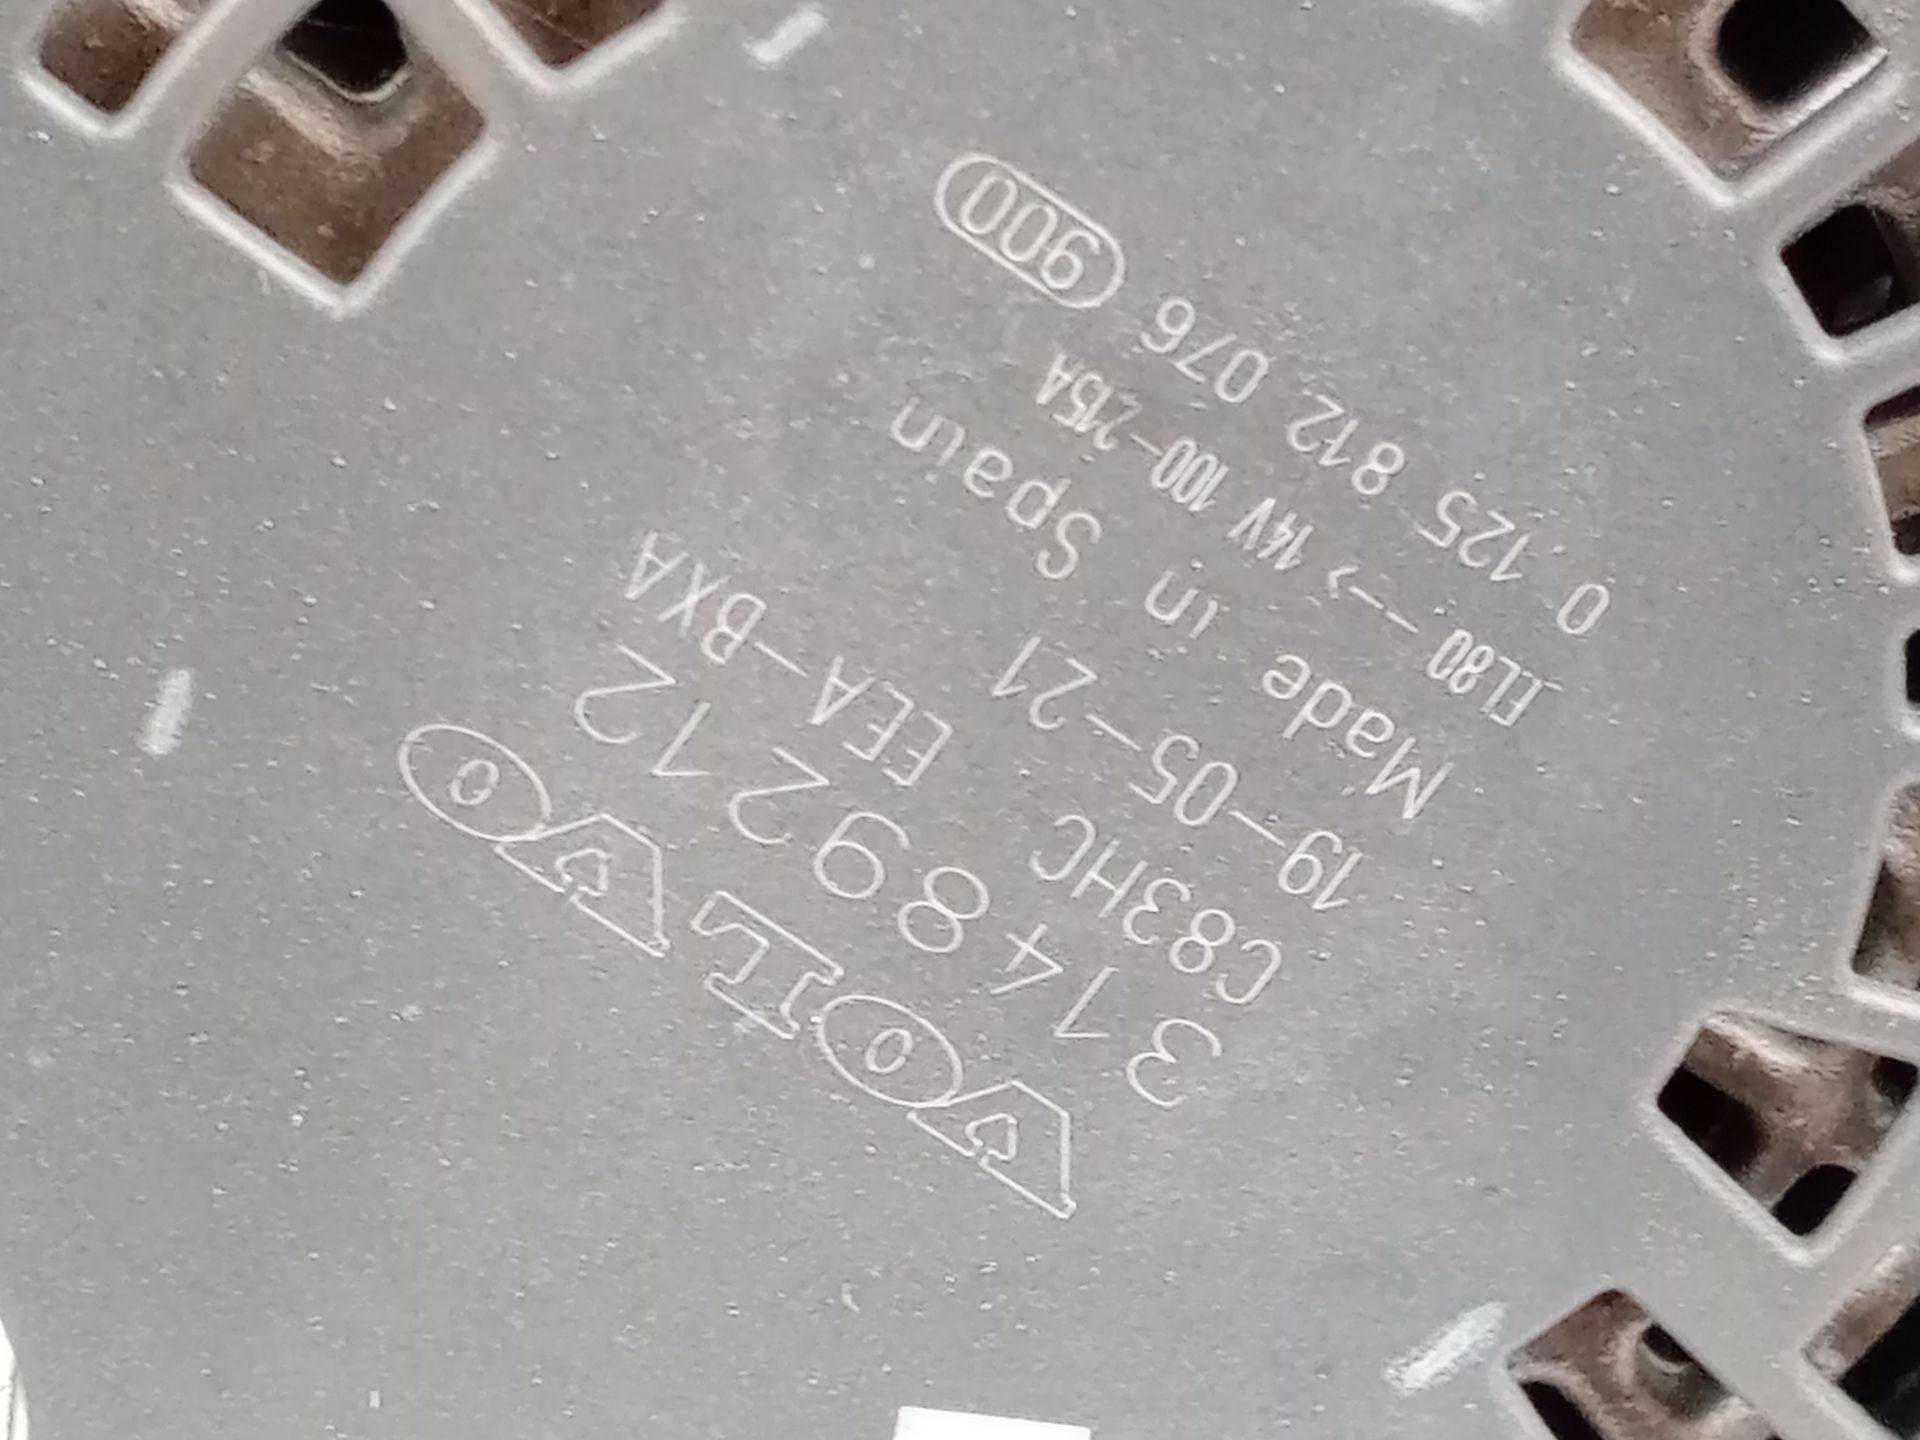 VOLVO
31489212
C83HC EEA-BXA
19-05-21
Made in Spain
EL80 --> 14V 100-215A
0 125 812 076 900